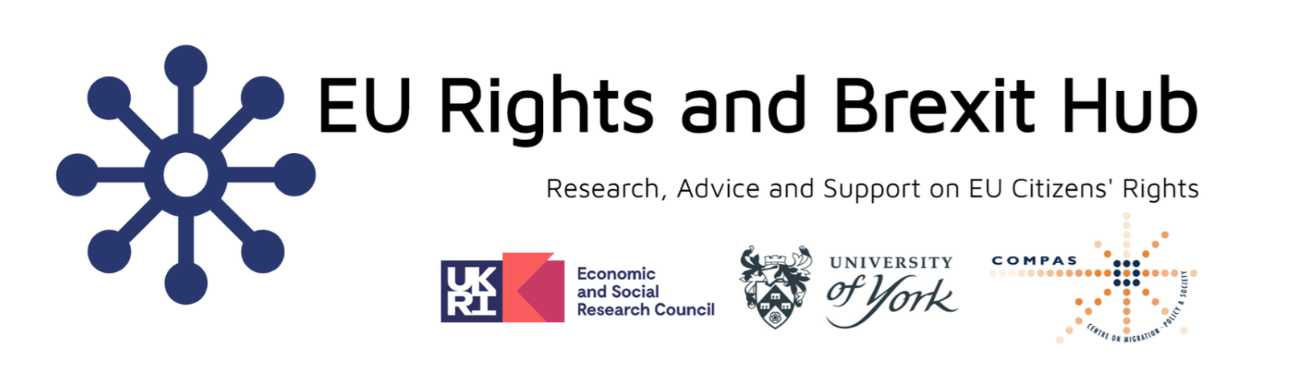 EU Rights and Brexit Hub
Research, Advice and Support on EU Citizens' Rights
UK
RI
Economic
and Social
Research Council
UNIVERSITY
of York
COMPAS
CENTRE ON MIGRATION · POLICY & SOCIETY